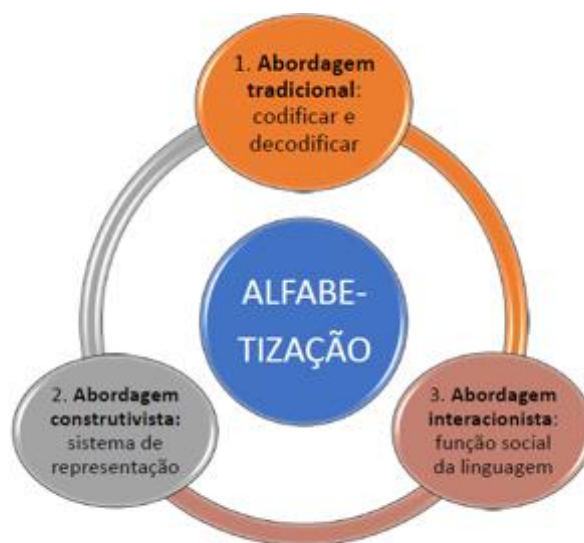 1. Abordagem
tradicional:
codificar e
decodificar
ALFABE-
TIZAÇÃO
2. Abordagem
construtivista:
sistema de
representação
3. Abordagem
interacionista:
função social
da linguagem